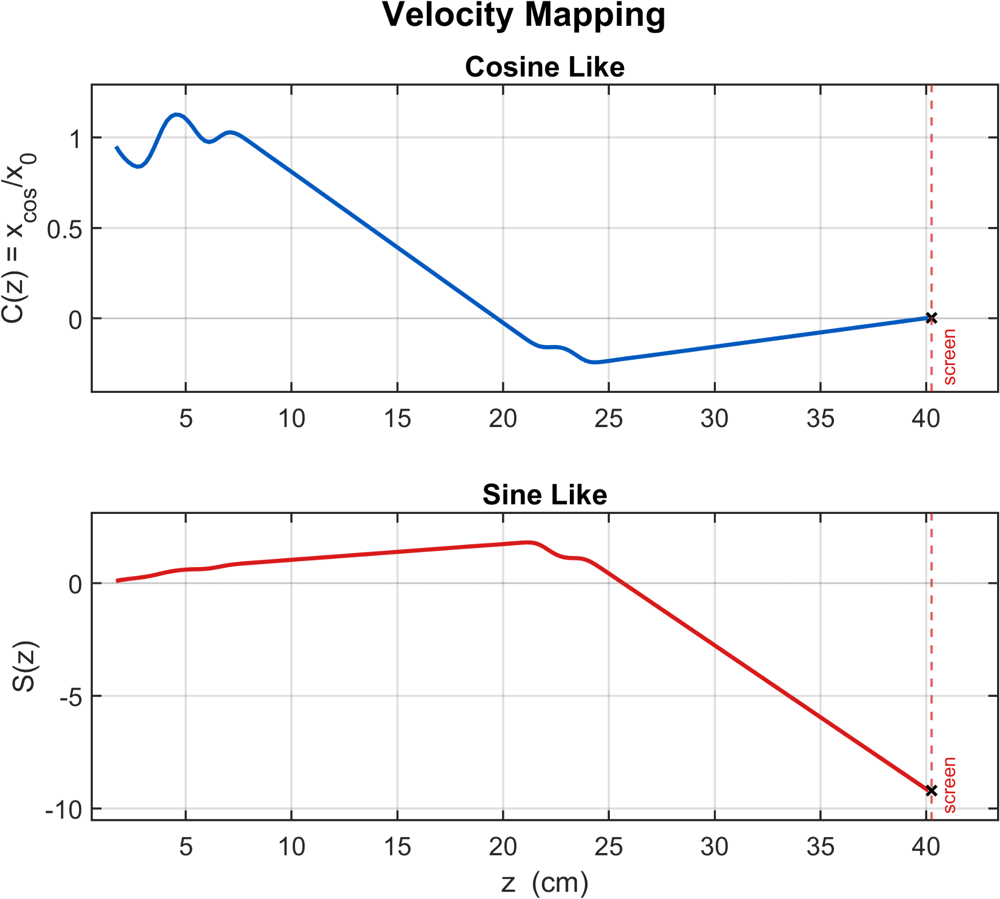 Velocity Mapping
Cosine Like
C(z) = x_cos/x_0
1
0.5
0
screen
5 10 15 20 25 30 35 40
Sine Like
S(z)
0
-5
-10
screen
5 10 15 20 25 30 35 40
z (cm)